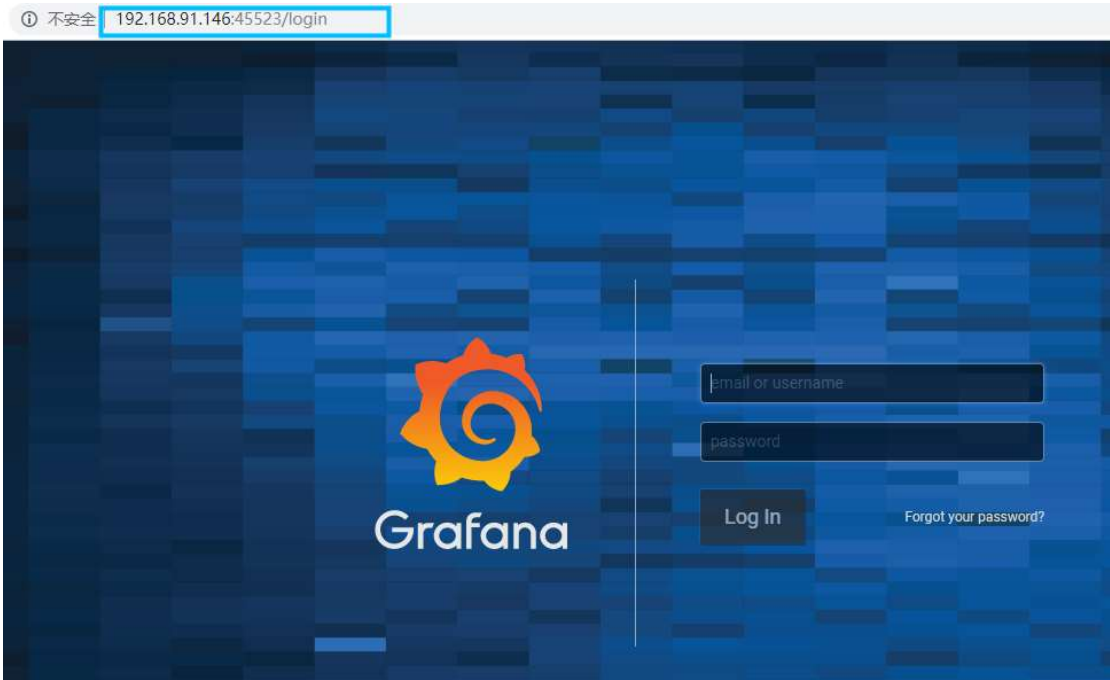 不安全 192.168.91.146:45523/login
email or username
password
Log In Forgot your password?
Grafana